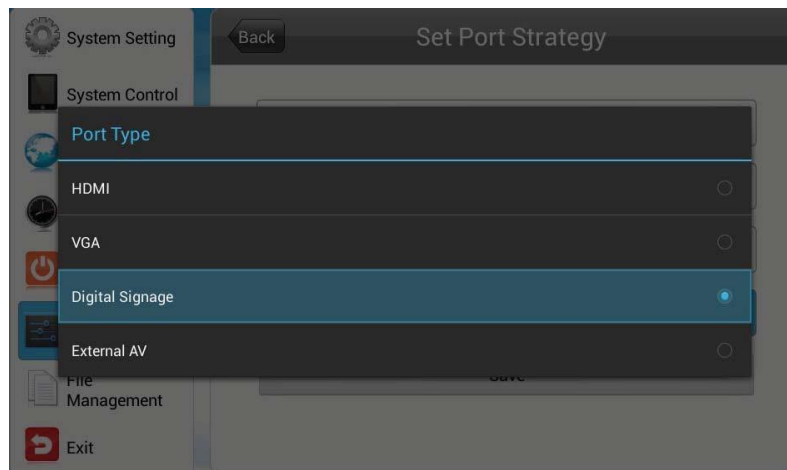 System Setting
Back
Set Port Strategy
System Control
Port Type
HDMI
VGA
Digital Signage
External AV
File
Management
Save
Exit